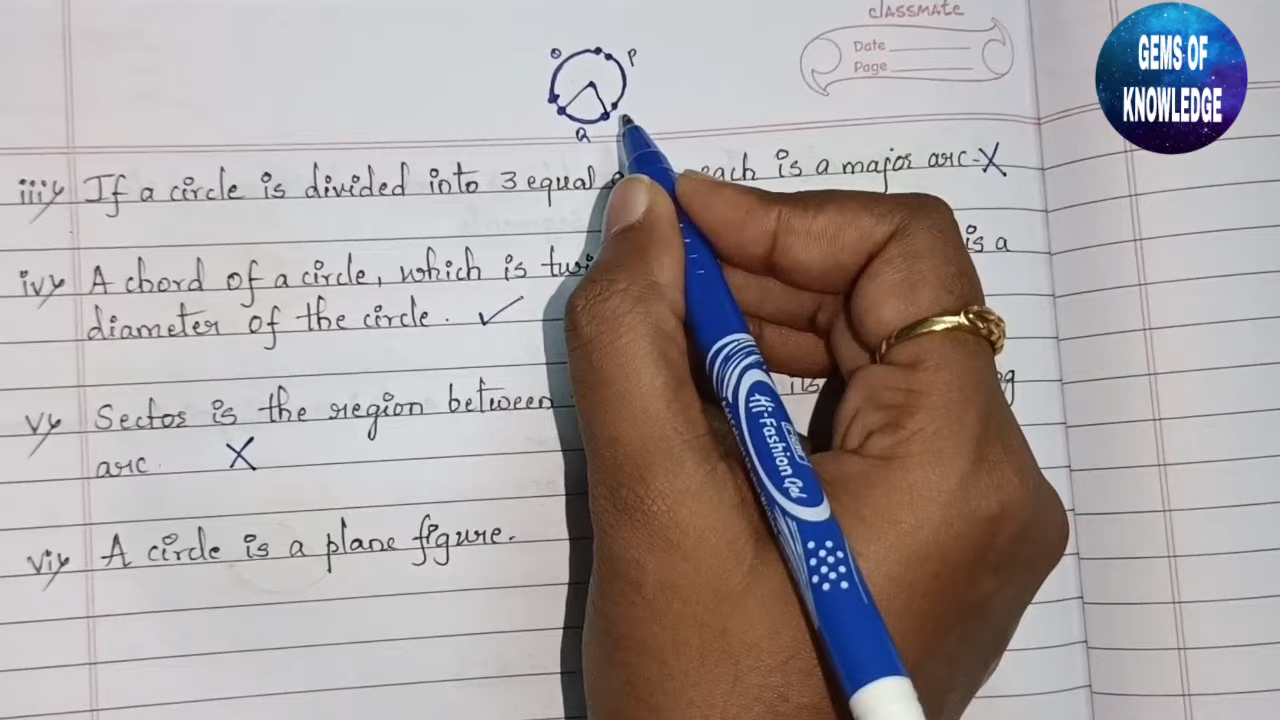 classmate
Date
Page
GEMS OF
KNOWLEDGE
P
Q
iii) If a circle is divided into 3 equal each is a major arc - X
iv) A chord of a circle, which is is a
diameter of the circle. ✓
v) Sector is the region between its
arc. X
vi) A circle is a plane figure.
Hi-Fashion Gel